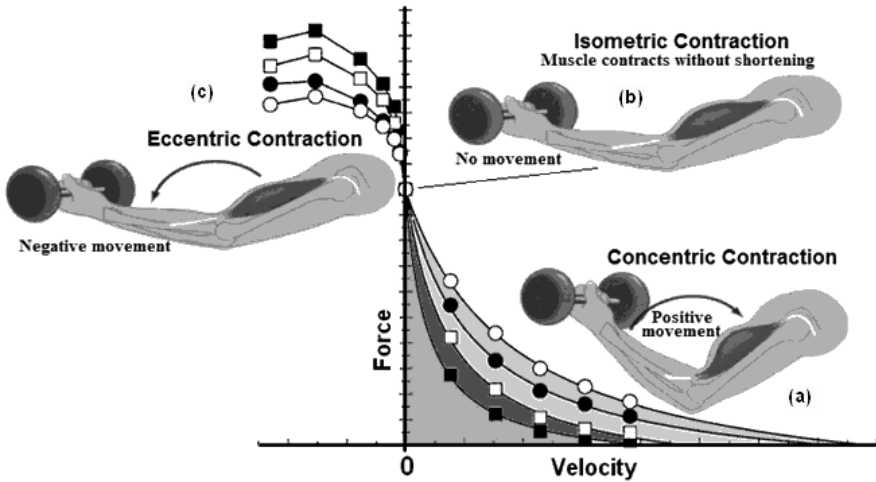 Isometric Contraction
Muscle contracts without shortening
(c)
(b)
Eccentric Contraction
No movement
Negative movement
Concentric Contraction
Positive
movement
Force
(a)
0
Velocity